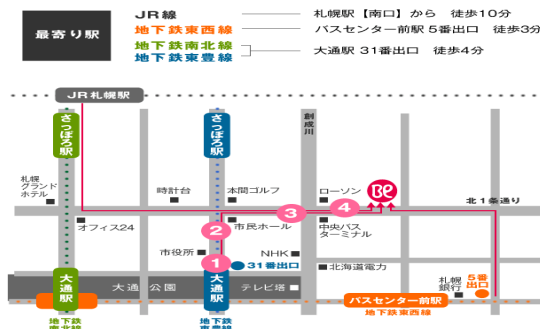 最寄り駅
JR線
札幌駅【南口】から 徒歩10分
地下鉄東西線
バスセンター前駅 5番出口 徒歩3分
地下鉄南北線
地下鉄東豊線
大通駅 31番出口 徒歩4分
JR札幌駅
さっぽろ駅
さっぽろ駅
創成川
札幌
グランド
ホテル
時計台
本間ゴルフ
ローソン
Be
北1条通り
オフィス24
2
市民ホール
3
4
中央バス
ターミナル
市役所
1
31番出口
NHK
北海道電力
大通駅
大通公園
大通駅
テレビ塔
バスセンター前駅
札幌
銀行
5番
出口
地下鉄
南北線
地下鉄
東豊線
地下鉄東西線